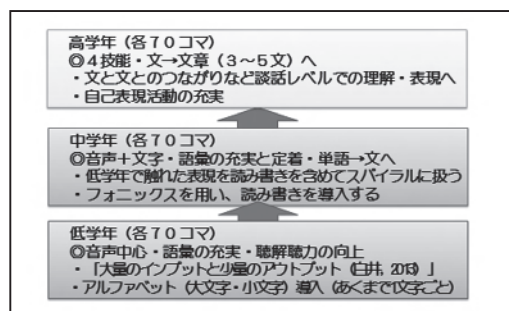 高学年(各70コマ)
◎4技能・文→文章(3〜5文)へ
・文と文とのつながりなど談話レベルでの理解・表現へ
・自己表現活動の充実
中学年(各70コマ)
◎音声+文字・語彙の充実と定着・単語→文へ
・低学年で触れた表現を読み書きを含めてスパイラルに扱う
・フォニックスを用い、読み書きを導入する
低学年(各70コマ)
◎音声中心・語彙の充実・聴解聴力の向上
・「大量のインプットと少量のアウトプット(白井, 2013)」
・アルファベット(大文字・小文字)導入(あくまで1文字ごと)